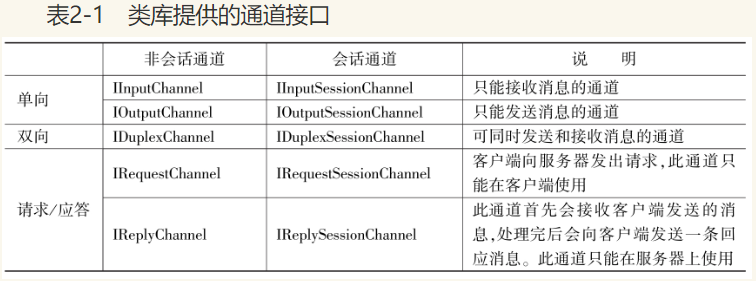 表2-1 类库提供的通道接口
非会话通道 会话通道 说 明
单向 IInputChannel IInputSessionChannel 只能接收消息的通道
IOutputChannel IOutputSessionChannel 只能发送消息的通道
双向 IDuplexChannel IDuplexSessionChannel 可同时发送和接收消息的通道
请求/应答 IRequestChannel IRequestSessionChannel 客户端向服务器发出请求,此通道只
能在客户端使用
IReplyChannel IReplySessionChannel 此通道首先会接收客户端发送的消
息,处理完后会向客户端发送一条回
应消息。此通道只能在服务器上使用